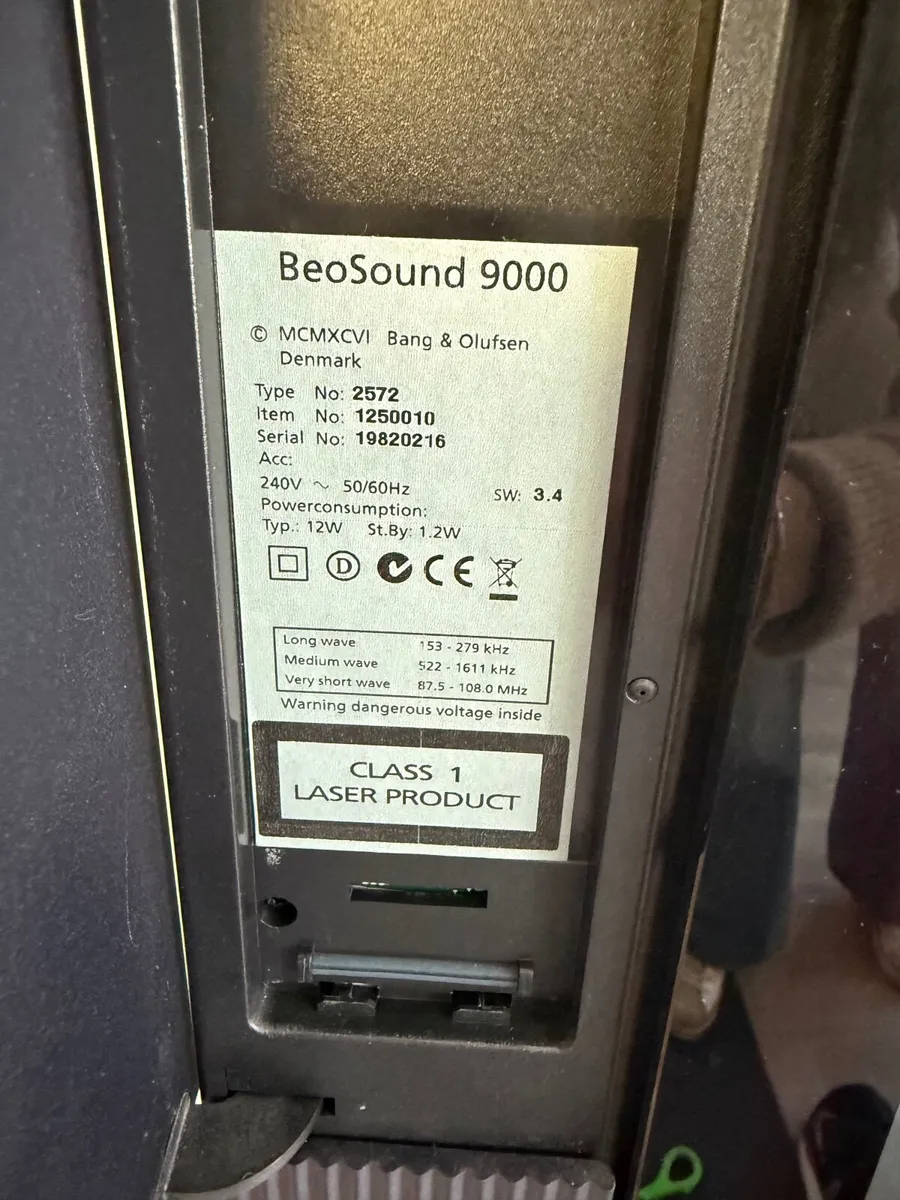 BeoSound 9000
© MCMXCVI Bang & Olufsen
Denmark
Type No: 2572
Item No: 1250010
Serial No: 19820216
Acc:
240V ~ 50/60Hz
SW: 3.4
Powerconsumption:
Typ.: 12W St.By: 1.2W
D CE
Long wave 153 - 279 kHz
Medium wave 522 - 1611 kHz
Very short wave 87.5 - 108.0 MHz
Warning dangerous voltage inside
CLASS 1
LASER PRODUCT